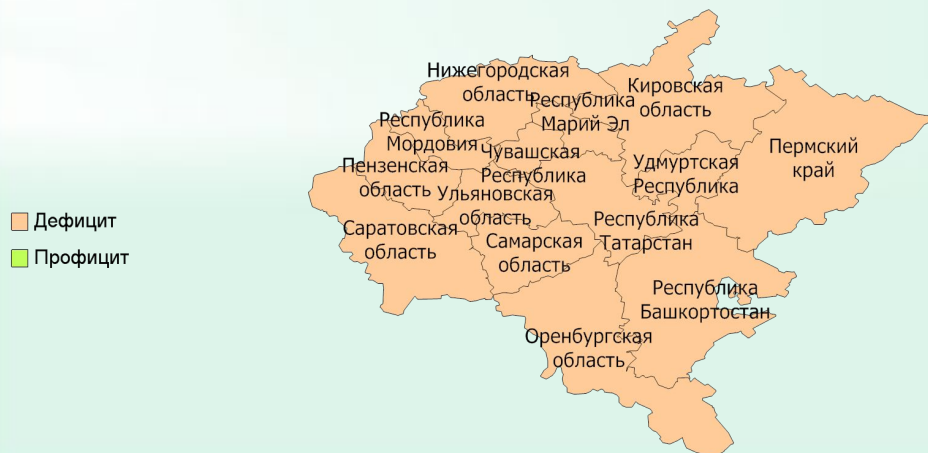 Нижегородская
область
Республика
Марий Эл
Кировская
область
Республика
Мордовия
Чувашская
Республика
Пермский
край
Удмуртская
Республика
Пензенская
область
Ульяновская
область
Саратовская
область
Самарская
область
Республика
Татарстан
Республика
Башкортостан
Оренбургская
область
Дефицит
Профицит